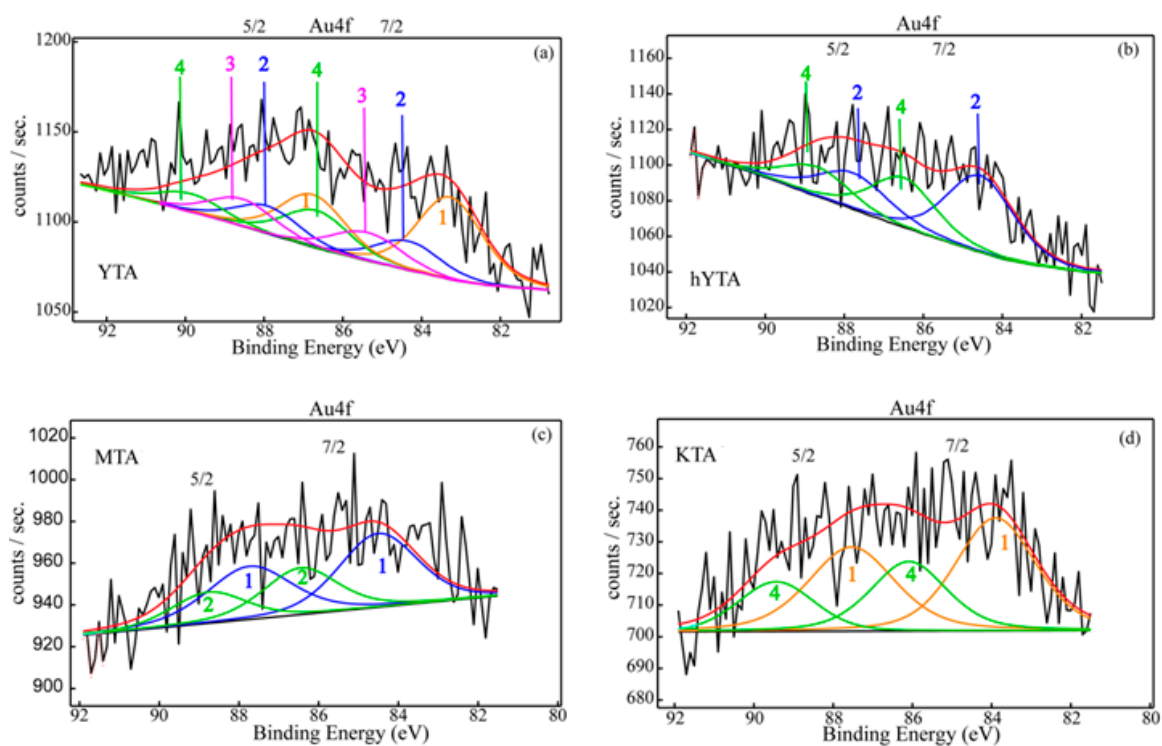 5/2 Au4f 7/2
(a)
4 3 2 4 3 2
1 1
YTA
counts / sec.
1200
1150
1100
1050
92 90 88 86 84 82
Binding Energy (eV)
Au4f
5/2 7/2
(b)
4 2 4 2
hYTA
counts / sec.
1160
1140
1120
1100
1080
1060
1040
1020
92 90 88 86 84 82
Binding Energy (eV)
Au4f
(c)
MTA
5/2 7/2
2 1 2 1
counts / sec.
1020
1000
980
960
940
920
900
92 90 88 86 84 82 80
Binding Energy (eV)
Au4f
(d)
KTA
5/2 7/2
4 1 4 1
counts / sec.
760
750
740
730
720
710
700
690
680
92 90 88 86 84 82 80
Binding Energy (eV)